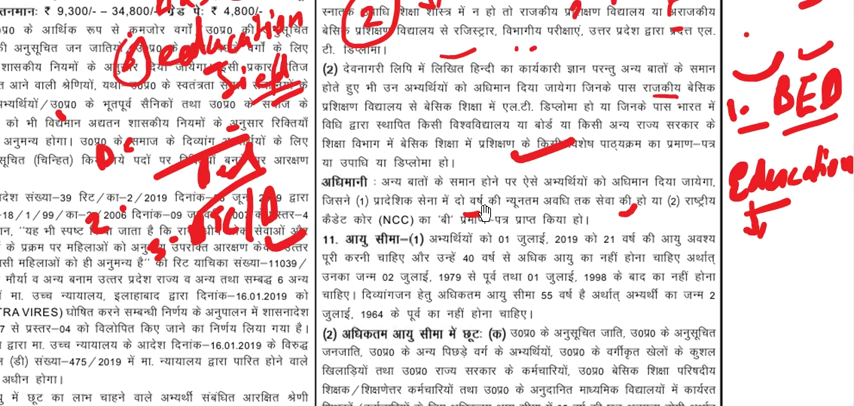 तनमानः ₹ 9,300/- – 34,800/- ग्रेड पेः ₹ 4,800/-
प्र0 के आर्थिक रूप से कमजोर वर्गों
की अनुसूचित जन जातियों
के लिए
शासकीय नियमों के अनुसार दिया जायेगा। इसी प्रकार क्षैतिज
त आने वाली श्रेणियों, यथा उ0प्र0 के स्वतंत्रता
भ्यर्थियों/उ0प्र0 के भूतपूर्व सैनिकों तथा उ0प्र0 समाज के
को भी विद्यमान अद्यतन शासकीय नियमों के अनुसार रिक्तियों
अनुमन्य होगा। उ0प्र0 के समाज के दिव्यांग के लिए
सूचित (चिन्हित) किये गये पदों पर आरक्षण
देश संख्या-39 रिट/का-2/2019 दिनांक जून 2019 द्वारा
-18/1/99/का-2/2006 दिनांक-09 2007 के प्रस्तर-4
ान, "यह भी स्पष्ट किया जाता है कि सेवाओं और
के प्रक्रम पर महिलाओं को अनुमन्य उपरोक्त आरक्षण केवल उत्तर
सी महिलाओं को ही अनुमन्य है" को रिट याचिका संख्या-11039/
मौर्या व अन्य बनाम उत्तर प्रदेश राज्य व अन्य तथा सम्बद्ध 6 अन्य
में मा. उच्च न्यायालय, इलाहाबाद द्वारा दिनांक-16.01.2019 को
TRA VIRES) घोषित करने सम्बन्धी निर्णय के अनुपालन में शासनादेश
7 से प्रस्तर-04 को विलोपित किए जाने का निर्णय लिया गया है।
द्वारा मा. उच्च न्यायालय के आदेश दिनांक-16.01.2019 के विरुद्ध
(डी) संख्या-475/2019 में मा. न्यायालय द्वारा पारित होने वाले
अधीन होगा।
में छूट का लाभ चाहने वाले अभ्यर्थी संबंधित आरक्षित श्रेणी
6 education
Sied
D:
Test
2.
3. SCID
2
स्नातक उपाधि शिक्षा शास्त्र में न हो तो राजकीय प्रशिक्षण विद्यालय या अराजकीय
बेसिक प्रशिक्षण विद्यालय से रजिस्ट्रार, विभागीय परीक्षाएं, उत्तर प्रदेश द्वारा प्रदत्त एल.
टी. डिप्लोमा।
(2) देवनागरी लिपि में लिखित हिन्दी का कार्यकारी ज्ञान परन्तु अन्य बातों के समान
होते हुए भी उन अभ्यर्थियों को अधिमान दिया जायेगा जिनके पास राजकीय बेसिक
प्रशिक्षण विद्यालय से बेसिक शिक्षा में एल.टी. डिप्लोमा हो या जिनके पास भारत में
विधि द्वारा स्थापित किसी विश्वविद्यालय या बोर्ड या किसी अन्य राज्य सरकार के
शिक्षा विभाग में बेसिक शिक्षा में प्रशिक्षण के किसी विशेष पाठ्यक्रम का प्रमाण-पत्र
या उपाधि या डिप्लोमा हो।
अधिमानी : अन्य बातों के समान होने पर ऐसे अभ्यर्थियों को अधिमान दिया जायेगा,
जिसने (1) प्रादेशिक सेना में दो वर्ष की न्यूनतम अवधि तक सेवा की हो या (2) राष्ट्रीय
कैडेट कोर (NCC) का 'बी' प्रमाण-पत्र प्राप्त किया हो।
11. आयु सीमा-(1) अभ्यर्थियों को 01 जुलाई, 2019 को 21 वर्ष की आयु अवश्य
पूरी करनी चाहिए और उन्हें 40 वर्ष से अधिक आयु का नहीं होना चाहिए अर्थात्
उनका जन्म 02 जुलाई, 1979 से पूर्व तथा 01 जुलाई, 1998 के बाद का नहीं होना
चाहिए। दिव्यांगजन हेतु अधिकतम आयु सीमा 55 वर्ष है अर्थात् अभ्यर्थी का जन्म 2
जुलाई, 1964 के पूर्व का नहीं होना चाहिए।
(2) अधिकतम आयु सीमा में छूटः (क) उ0प्र0 के अनुसूचित जाति, उ0प्र0 के अनुसूचित
जनजाति, उ0प्र0 के अन्य पिछड़े वर्ग के अभ्यर्थियों, उ0प्र0 के वर्गीकृत खेलों के कुशल
खिलाड़ियों तथा उ0प्र0 राज्य सरकार के कर्मचारियों, उ0प्र0 बेसिक शिक्षा परिषदीय
शिक्षक/शिक्षणेत्तर कर्मचारियों तथा उ0प्र0 के अनुदानित माध्यमिक विद्यालयों में कार्यरत
1. BED
Education